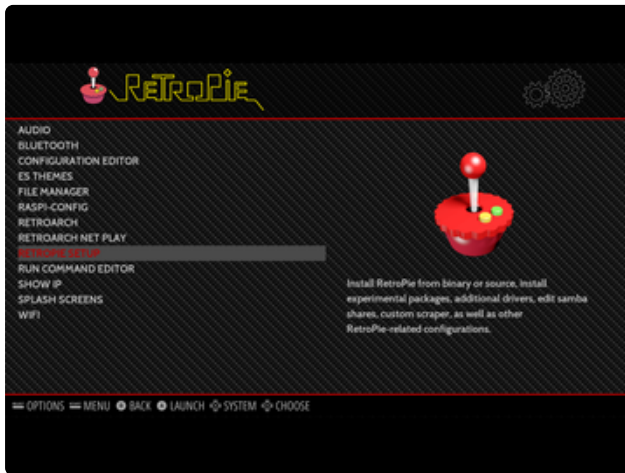 RETROPIE
AUDIO
BLUETOOTH
CONFIGURATION EDITOR
ES THEMES
FILE MANAGER
RASPI-CONFIG
RETROARCH
RETROARCH NET PLAY
RETROPIE SETUP
RUN COMMAND EDITOR
SHOW IP
SPLASH SCREENS
WIFI
Install RetroPie from binary or source, install
experimental packages, additional drivers, edit samba
shares, custom scraper, as well as other
RetroPie-related configurations.
OPTIONS MENU BACK LAUNCH SYSTEM CHOOSE